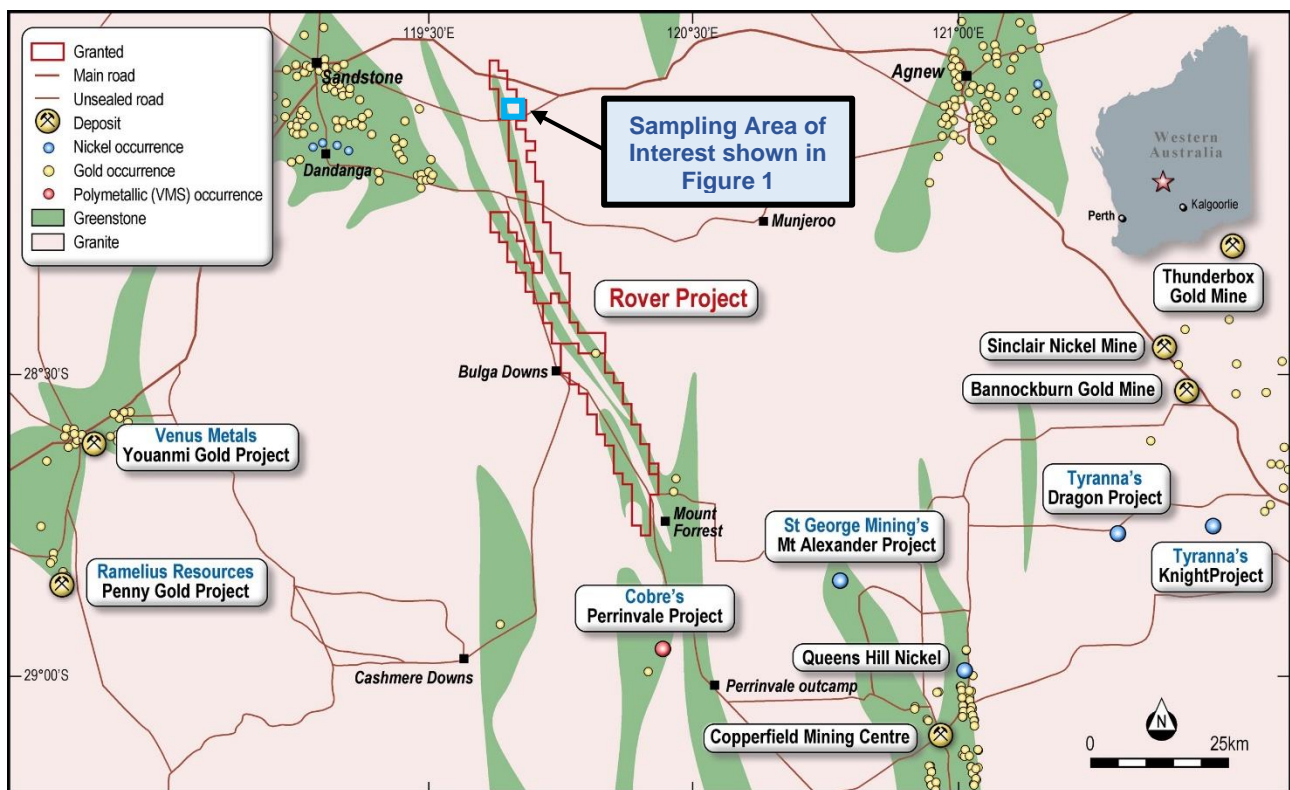 119°30'E
120°30'E
121°00'E
Granted
Main road
Unsealed road
Deposit
Nickel occurrence
Gold occurrence
Polymetallic (VMS) occurrence
Greenstone
Granite
Sandstone
Dandanga
Agnew
Sampling Area of
Interest shown in
Figure 1
Western
Australia
Kalgoorlie
Perth
Munjeroo
Thunderbox
Gold Mine
Rover Project
Sinclair Nickel Mine
Bannockburn Gold Mine
28°30'S
Bulga Downs
Venus Metals
Youanmi Gold Project
Tyranna's
Dragon Project
Mount
Forrest
St George Mining's
Mt Alexander Project
Tyranna's
KnightProject
Ramelius Resources
Penny Gold Project
Cobre's
Perrinvale Project
Queens Hill Nickel
29°00'S
Cashmere Downs
Perrinvale outcamp
Copperfield Mining Centre
N
0
25km